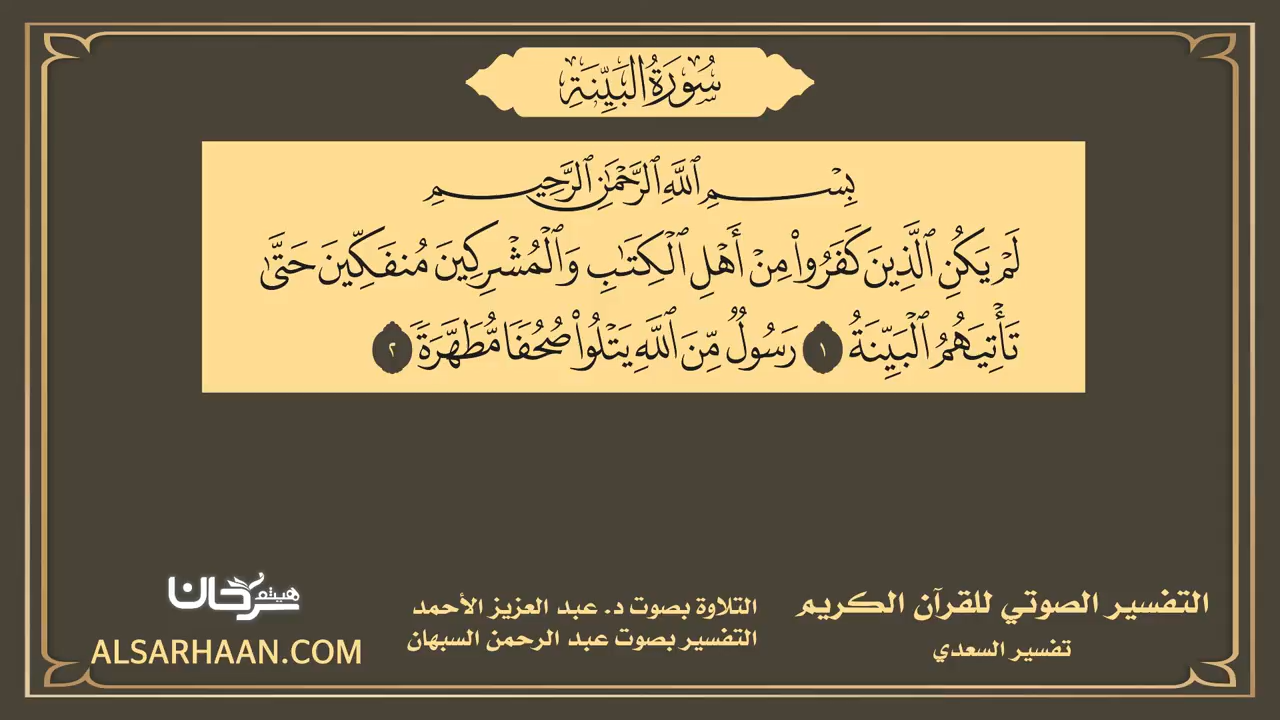 سُورَةُ الْبَيِّنَةِ
بِسْمِ ٱللَّهِ ٱلرَّحْمَٰنِ ٱلرَّحِيمِ
لَمْ يَكُنِ ٱلَّذِينَ كَفَرُوا۟ مِنْ أَهْلِ ٱلْكِتَٰبِ وَٱلْمُشْرِكِينَ مُنفَكِّينَ حَتَّىٰ
تَأْتِيَهُمُ ٱلْبَيِّنَةُ ١ رَسُولٌ مِّنَ ٱللَّهِ يَتْلُوا۟ صُحُفًا مُّطَهَّرَةً ٢
التفسير الصوتي للقرآن الكريم
تفسير السعدي
التلاوة بصوت د. عبد العزيز الأحمد
التفسير بصوت عبد الرحمن السبهان
هيثم سرحان
ALSARHAAN.COM